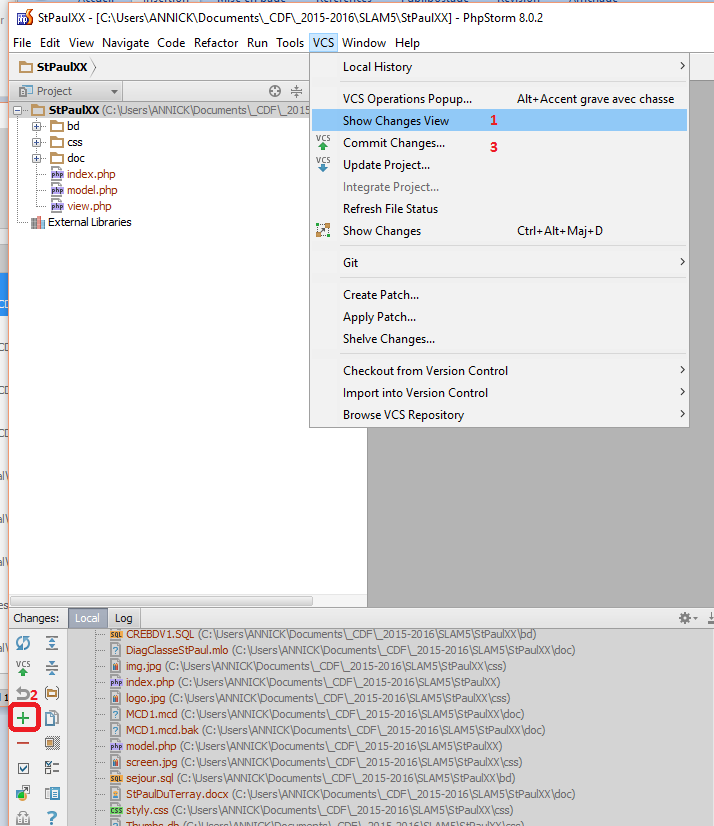 StPaulXX - [C:\Users\ANNICK\Documents\_CDF\_2015-2016\SLAM5\StPaulXX] - PhpStorm 8.0.2
File Edit View Navigate Code Refactor Run Tools VCS Window Help
StPaulXX
Project
StPaulXX (C:\Users\ANNICK\Documents\_CDF\_2015
bd
css
doc
index.php
model.php
view.php
External Libraries
Local History
VCS Operations Popup... Alt+Accent grave avec chasse
Show Changes View 1
Commit Changes... 3
Update Project...
Integrate Project...
Refresh File Status
Show Changes Ctrl+Alt+Maj+D
Git
Create Patch...
Apply Patch...
Shelve Changes...
Checkout from Version Control
Import into Version Control
Browse VCS Repository
Changes: Local Log
CREBDV1.SQL (C:\Users\ANNICK\Documents\_CDF\_2015-2016\SLAM5\StPaulXX\bd)
DiagClasseStPaul.mlo (C:\Users\ANNICK\Documents\_CDF\_2015-2016\SLAM5\StPaulXX\doc)
img.jpg (C:\Users\ANNICK\Documents\_CDF\_2015-2016\SLAM5\StPaulXX\css)
index.php (C:\Users\ANNICK\Documents\_CDF\_2015-2016\SLAM5\StPaulXX)
2 logo.jpg (C:\Users\ANNICK\Documents\_CDF\_2015-2016\SLAM5\StPaulXX\css)
MCD1.mcd (C:\Users\ANNICK\Documents\_CDF\_2015-2016\SLAM5\StPaulXX\doc)
MCD1.mcd.bak (C:\Users\ANNICK\Documents\_CDF\_2015-2016\SLAM5\StPaulXX\doc)
model.php (C:\Users\ANNICK\Documents\_CDF\_2015-2016\SLAM5\StPaulXX)
screen.jpg (C:\Users\ANNICK\Documents\_CDF\_2015-2016\SLAM5\StPaulXX\css)
sejour.sql (C:\Users\ANNICK\Documents\_CDF\_2015-2016\SLAM5\StPaulXX\bd)
StPaulDuTerray.docx (C:\Users\ANNICK\Documents\_CDF\_2015-2016\SLAM5\StPaulXX\doc)
styly.css (C:\Users\ANNICK\Documents\_CDF\_2015-2016\SLAM5\StPaulXX\css)
Thumbs.db (C:\Users\ANNICK\Documents\_CDF\_2015-2016\SLAM5\StPaulXX\doc)